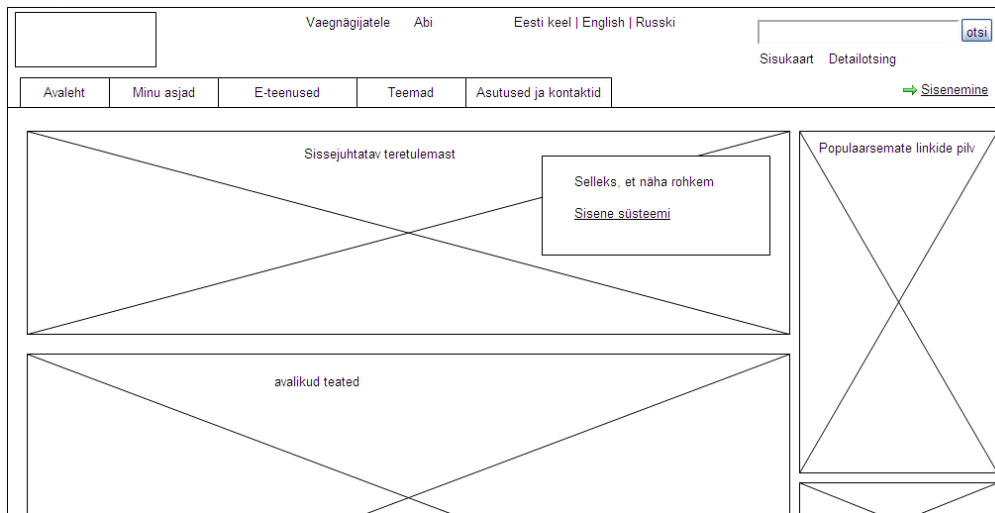 Vaegnägijatele Abi Eesti keel | English | Russki
otsi
Sisukaart Detailotsing
Avaleht Minu asjad E-teenused Teemad Asutused ja kontaktid Sisenemine
Sissejuhtatav teretulemast
Selleks, et näha rohkem
Sisene süsteemi
Populaarsemate linkide pilv
avalikud teated